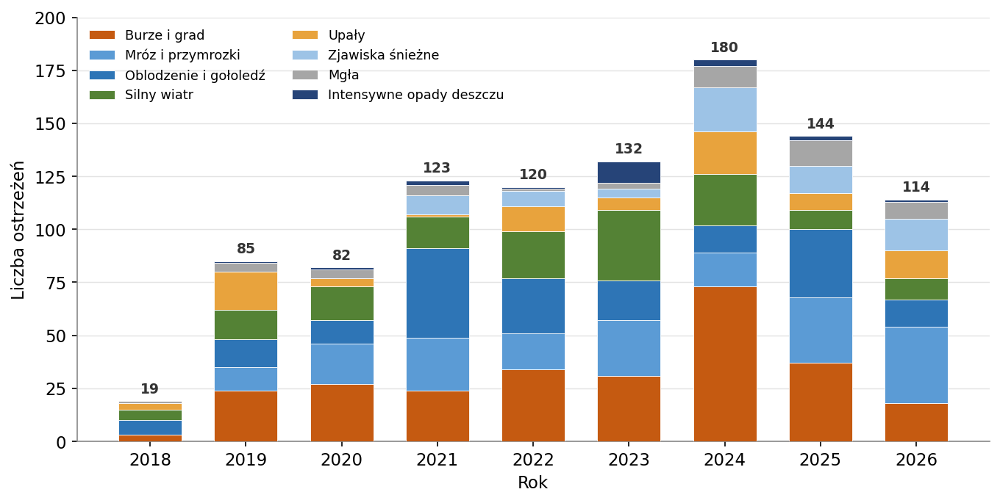 200
175
150
125
100
75
50
25
0
Liczba ostrzeżeń
Burze i grad
Mróz i przymrozki
Oblodzenie i gołoledź
Silny wiatr
Upały
Zjawiska śnieżne
Mgła
Intensywne opady deszczu
19
85
82
123
120
132
180
144
114
2018
2019
2020
2021
2022
2023
2024
2025
2026
Rok